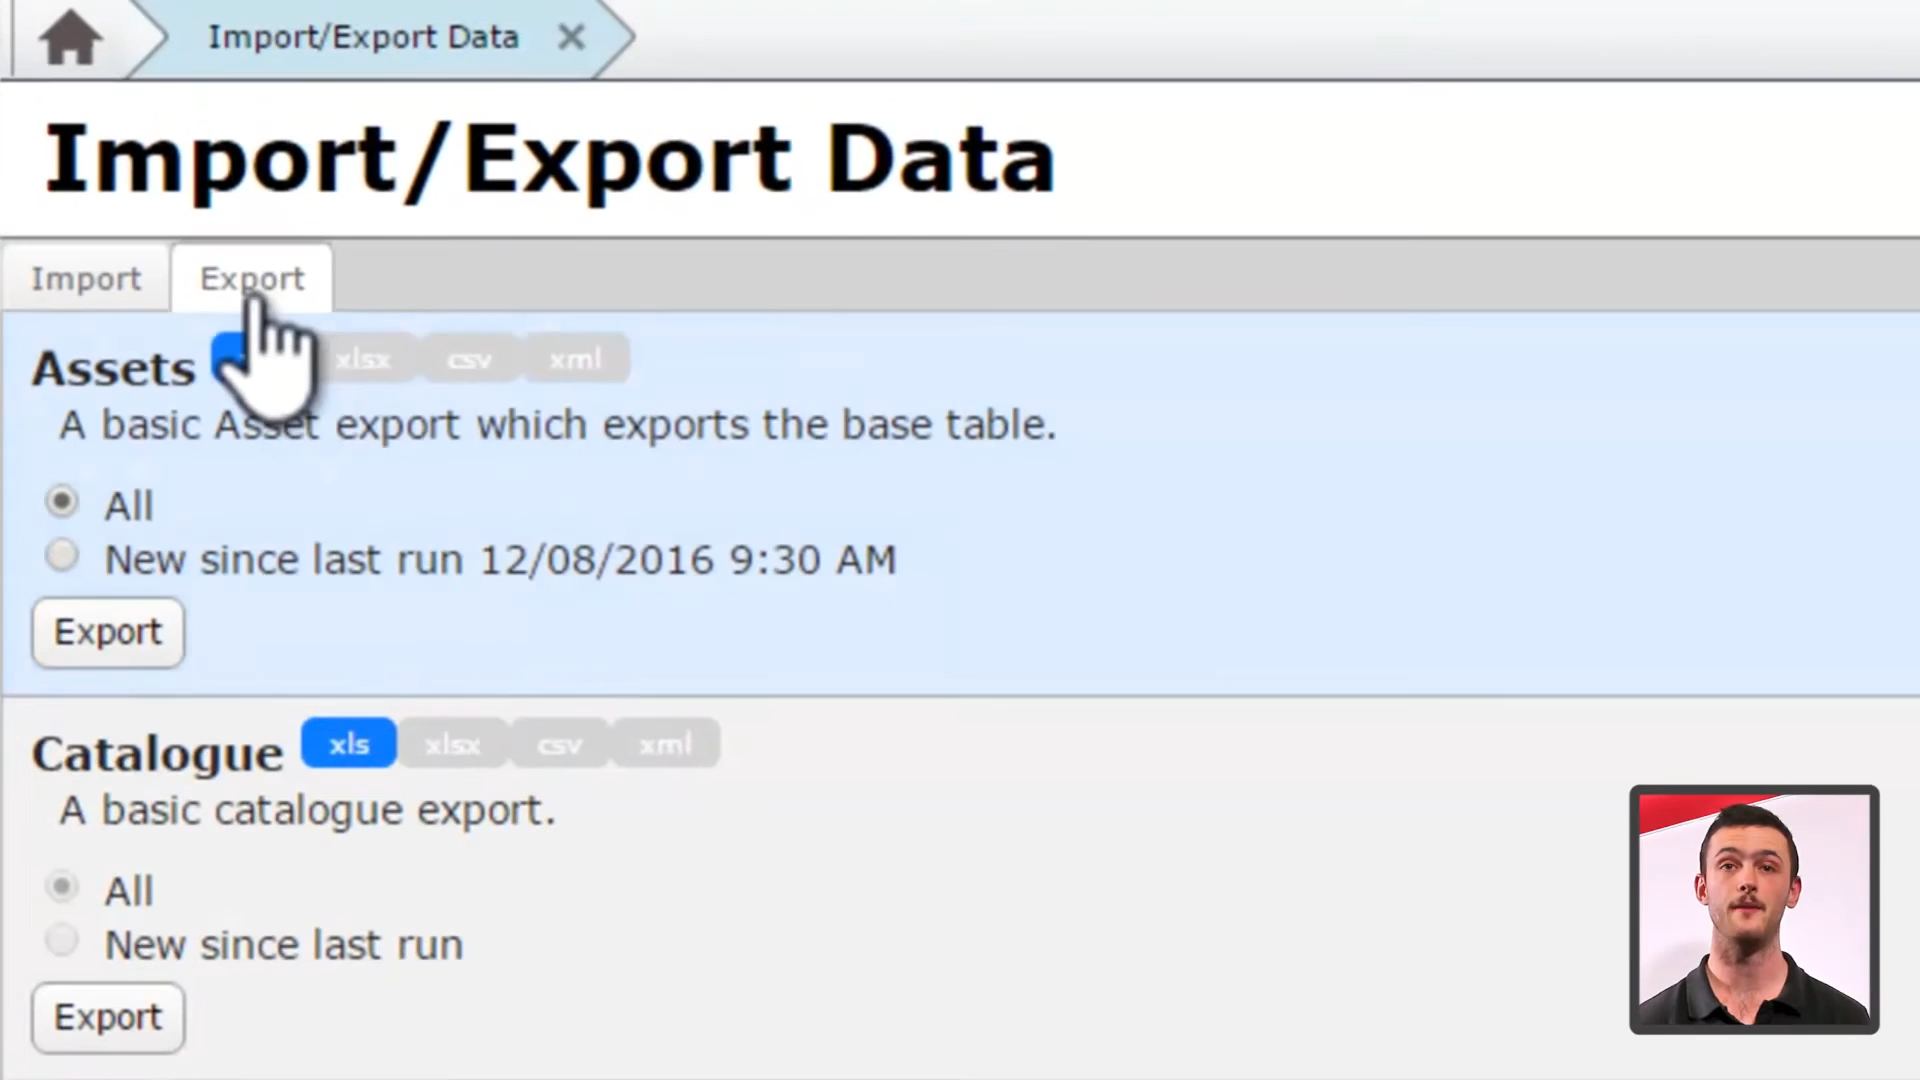 Import/Export Data
Import/Export Data
Import Export
Assets xlsx csv xml
A basic Asset export which exports the base table.
All
New since last run 12/08/2016 9:30 AM
Export
Catalogue xls xlsx csv xml
A basic catalogue export.
All
New since last run
Export